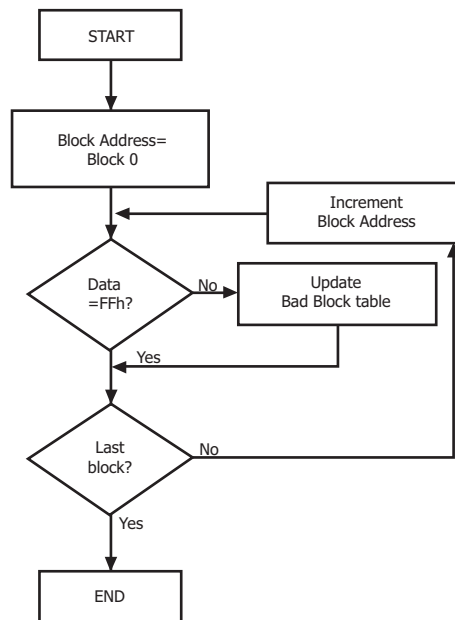 START
Block Address=
Block 0
Increment
Block Address
Data
=FFh?
No
Update
Bad Block table
Yes
Last
block?
No
Yes
END